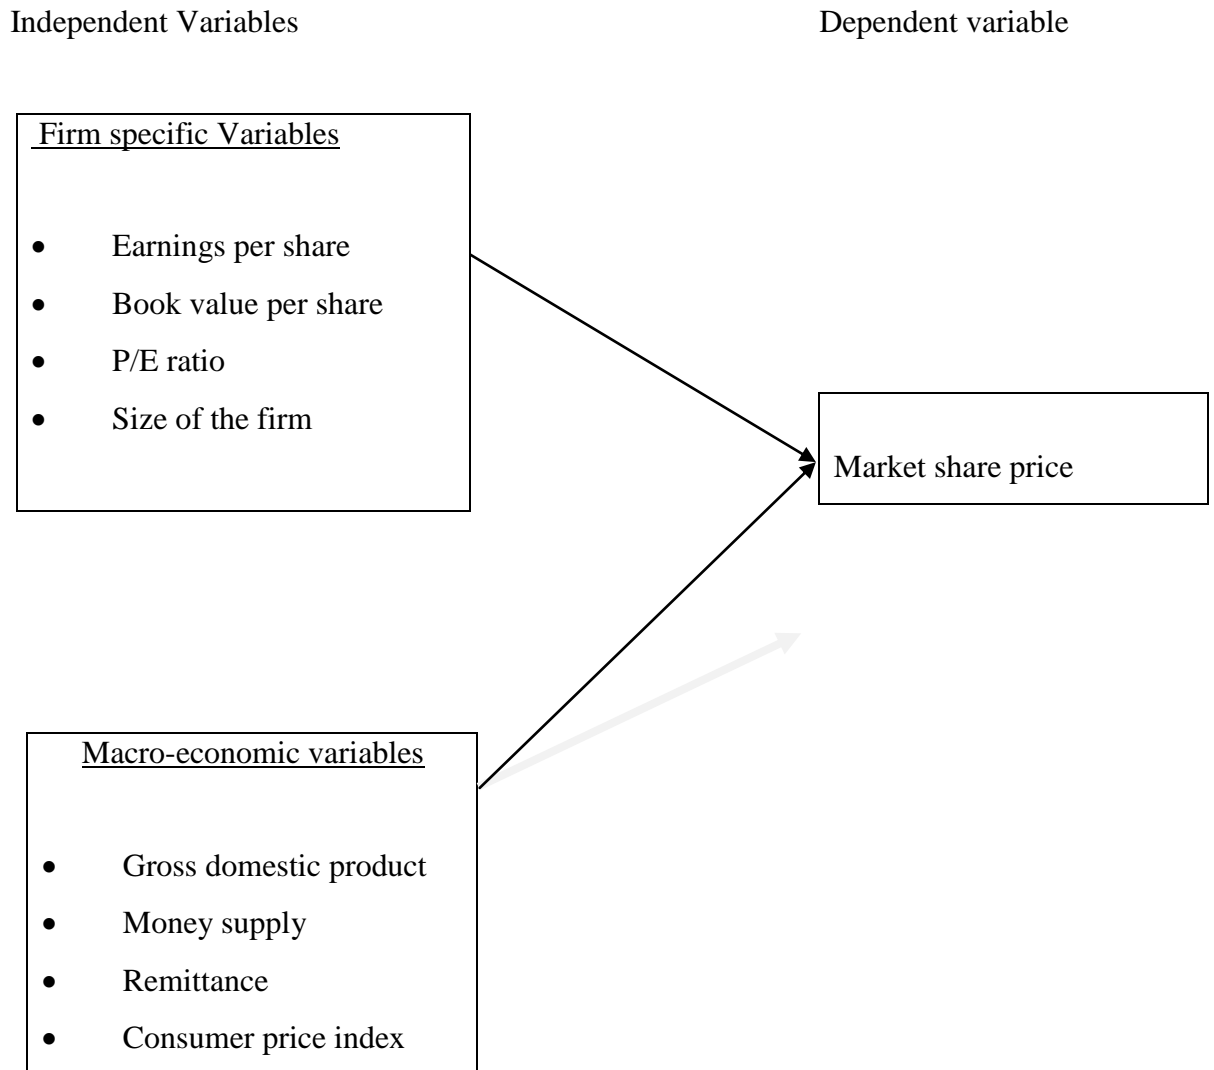 Independent Variables
Dependent variable
Firm specific Variables
• Earnings per share
• Book value per share
• P/E ratio
• Size of the firm
Market share price
Macro-economic variables
• Gross domestic product
• Money supply
• Remittance
• Consumer price index